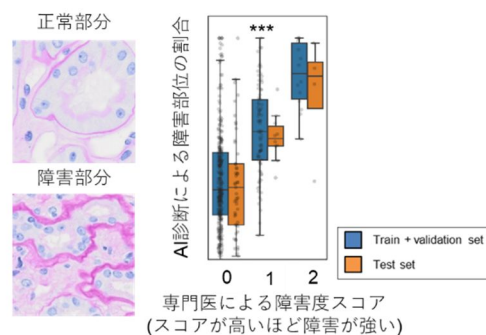 正常部分
障害部分
AI診断による障害部位の割合
***
0
1
2
Train + validation set
Test set
専門医による障害度スコア
(スコアが高いほど障害が強い)